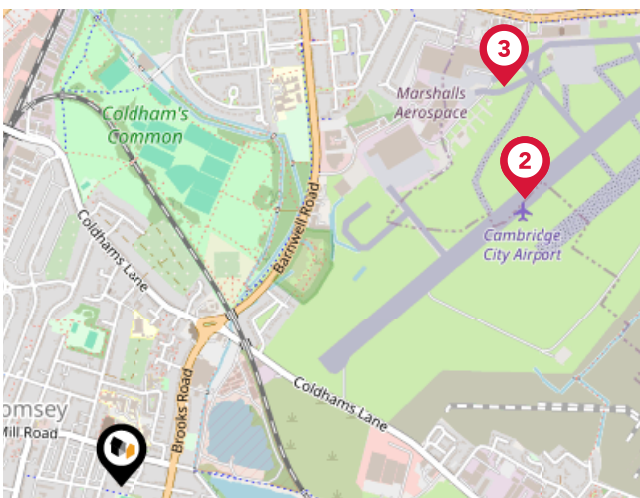 3
Marshalls
Aerospace
Coldham's
Common
2
Barnwell Road
Cambridge
City Airport
Coldhams Lane
Coldhams Lane
Brooks Road
omsey
Mill Road